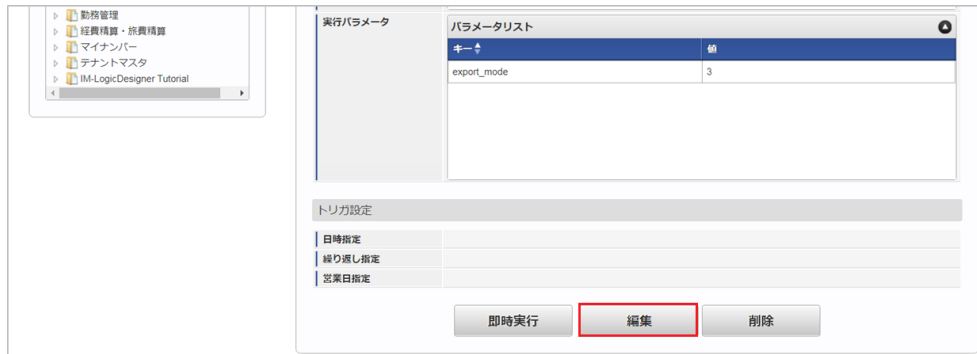 勤務管理
経費精算・旅費精算
マイナンバー
テナントマスタ
IM-LogicDesigner Tutorial
実行パラメータ
パラメータリスト
キー 値
export_mode 3
トリガ設定
日時指定
繰り返し指定
営業日指定
即時実行 編集 削除